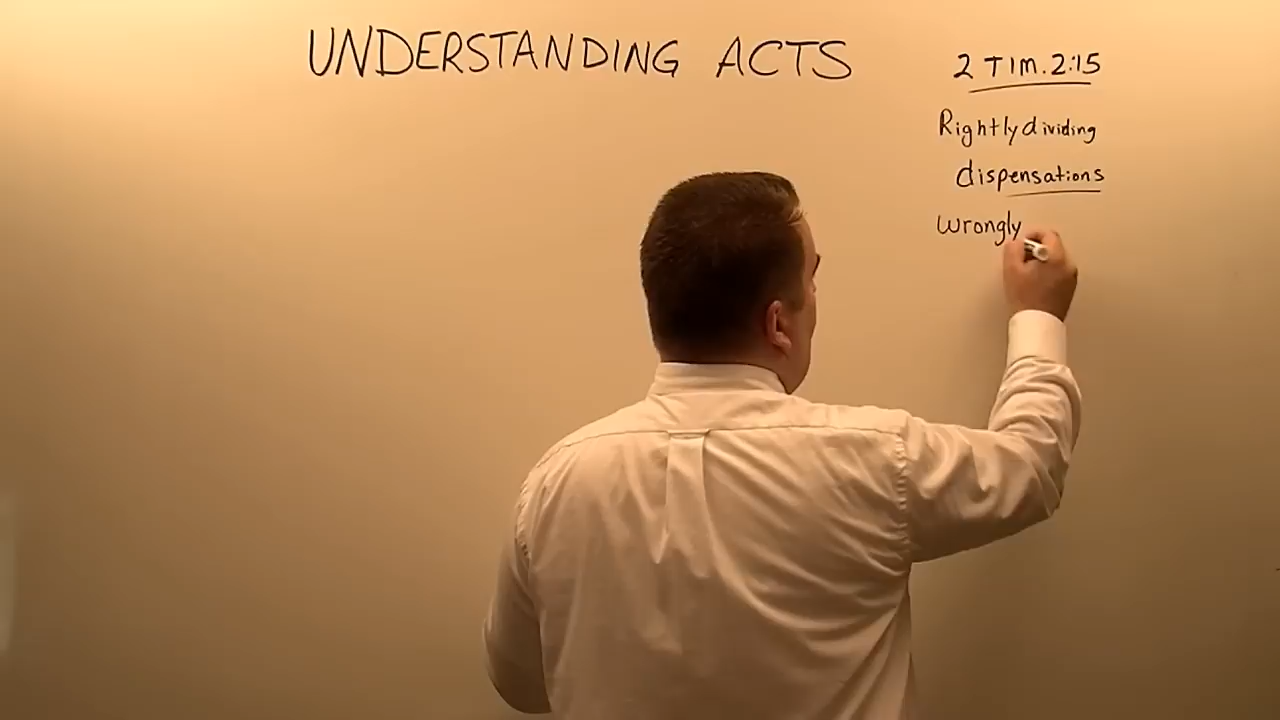 UNDERSTANDING ACTS
2 TIM. 2:15
Rightly dividing
dispensations
wrongly